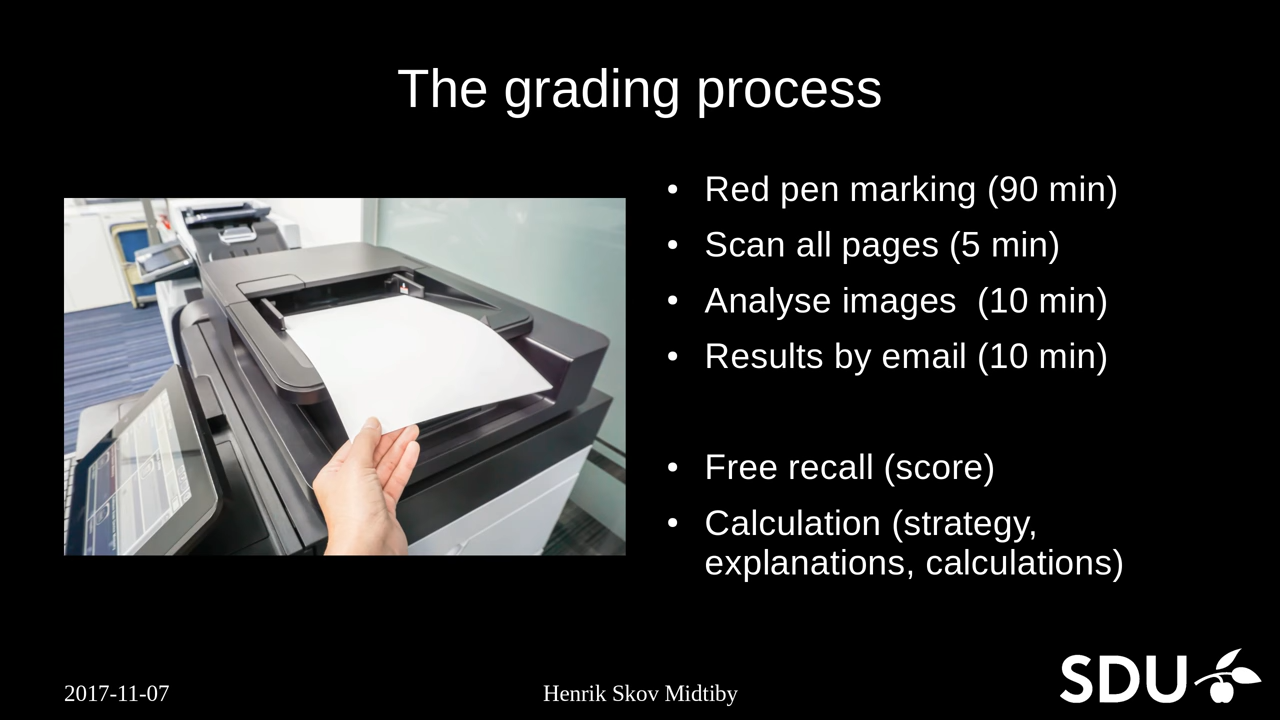 The grading process
• Red pen marking (90 min)
• Scan all pages (5 min)
• Analyse images  (10 min)
• Results by email (10 min)
• Free recall (score)
• Calculation (strategy,
explanations, calculations)
2017-11-07
Henrik Skov Midtiby
SDU